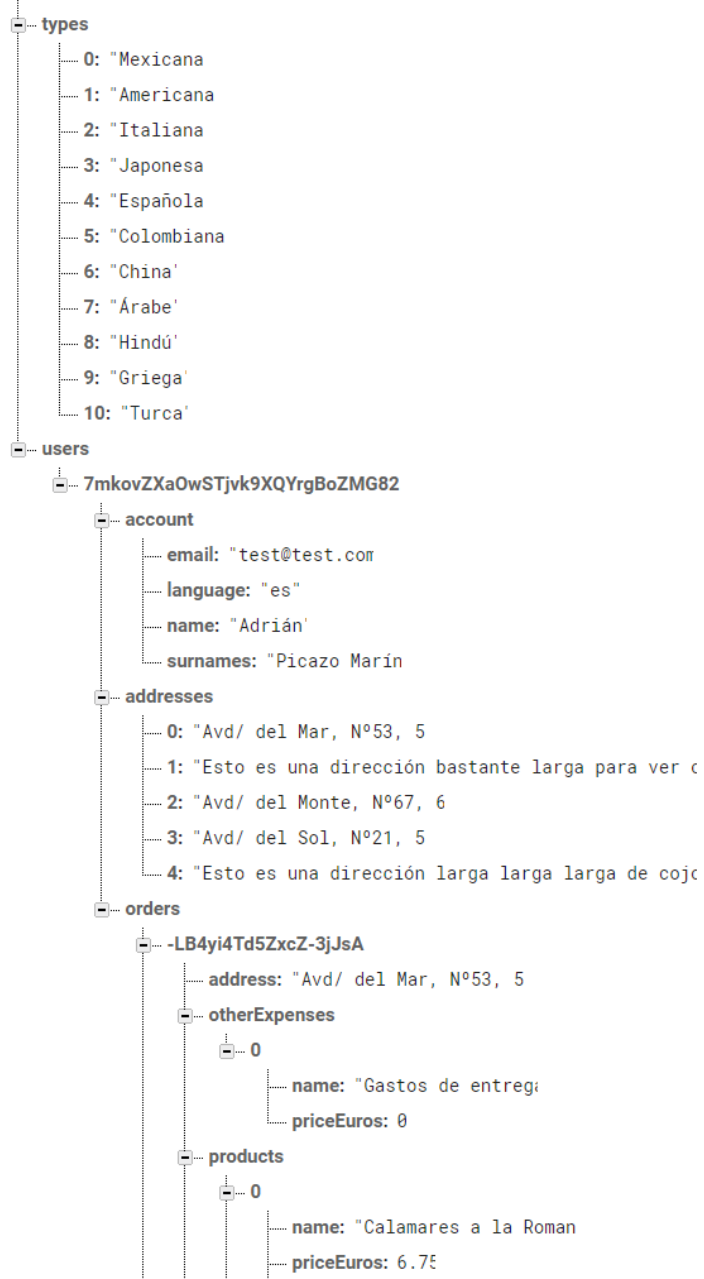 types
0: "Mexicana
1: "Americana
2: "Italiana
3: "Japonesa
4: "Española
5: "Colombiana
6: "China'
7: "Árabe'
8: "Hindú'
9: "Griega'
10: "Turca'
users
7mkovZXaOwSTjvk9XQYrgBoZMG82
account
email: "test@test.com
language: "es"
name: "Adrián'
surnames: "Picazo Marín
addresses
0: "Avd/ del Mar, Nº53, 5
1: "Esto es una dirección bastante larga para ver c
2: "Avd/ del Monte, Nº67, 6
3: "Avd/ del Sol, Nº21, 5
4: "Esto es una dirección larga larga larga de cojo
orders
-LB4yi4Td5ZxcZ-3jJsA
address: "Avd/ del Mar, Nº53, 5
otherExpenses
0
name: "Gastos de entrega
priceEuros: 0
products
0
name: "Calamares a la Roman
priceEuros: 6.75